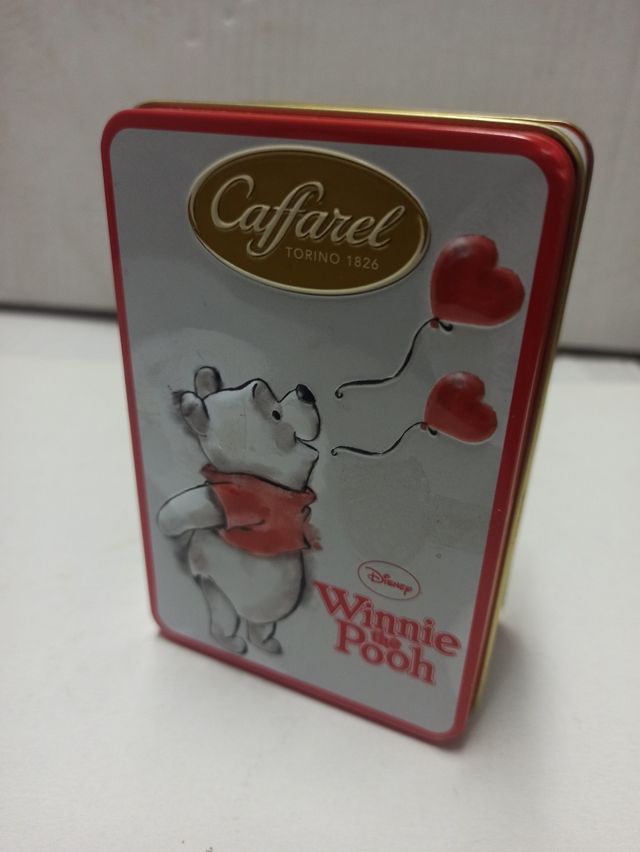 Caffarel
TORINO 1826
Disney
Winnie
the
Pooh